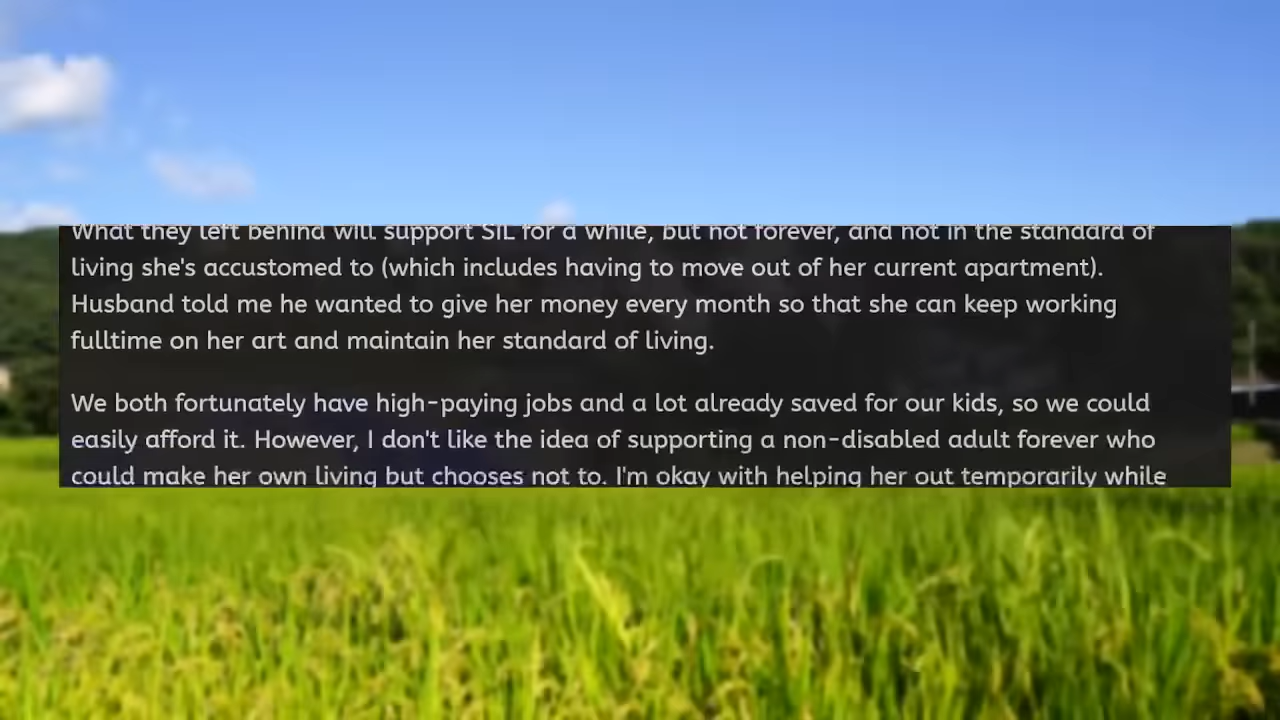 What they left behind will support SIL for a while, but not forever, and not in the standard of
living she's accustomed to (which includes having to move out of her current apartment).
Husband told me he wanted to give her money every month so that she can keep working
fulltime on her art and maintain her standard of living.
We both fortunately have high-paying jobs and a lot already saved for our kids, so we could
easily afford it. However, I don't like the idea of supporting a non-disabled adult forever who
could make her own living but chooses not to. I'm okay with helping her out temporarily while